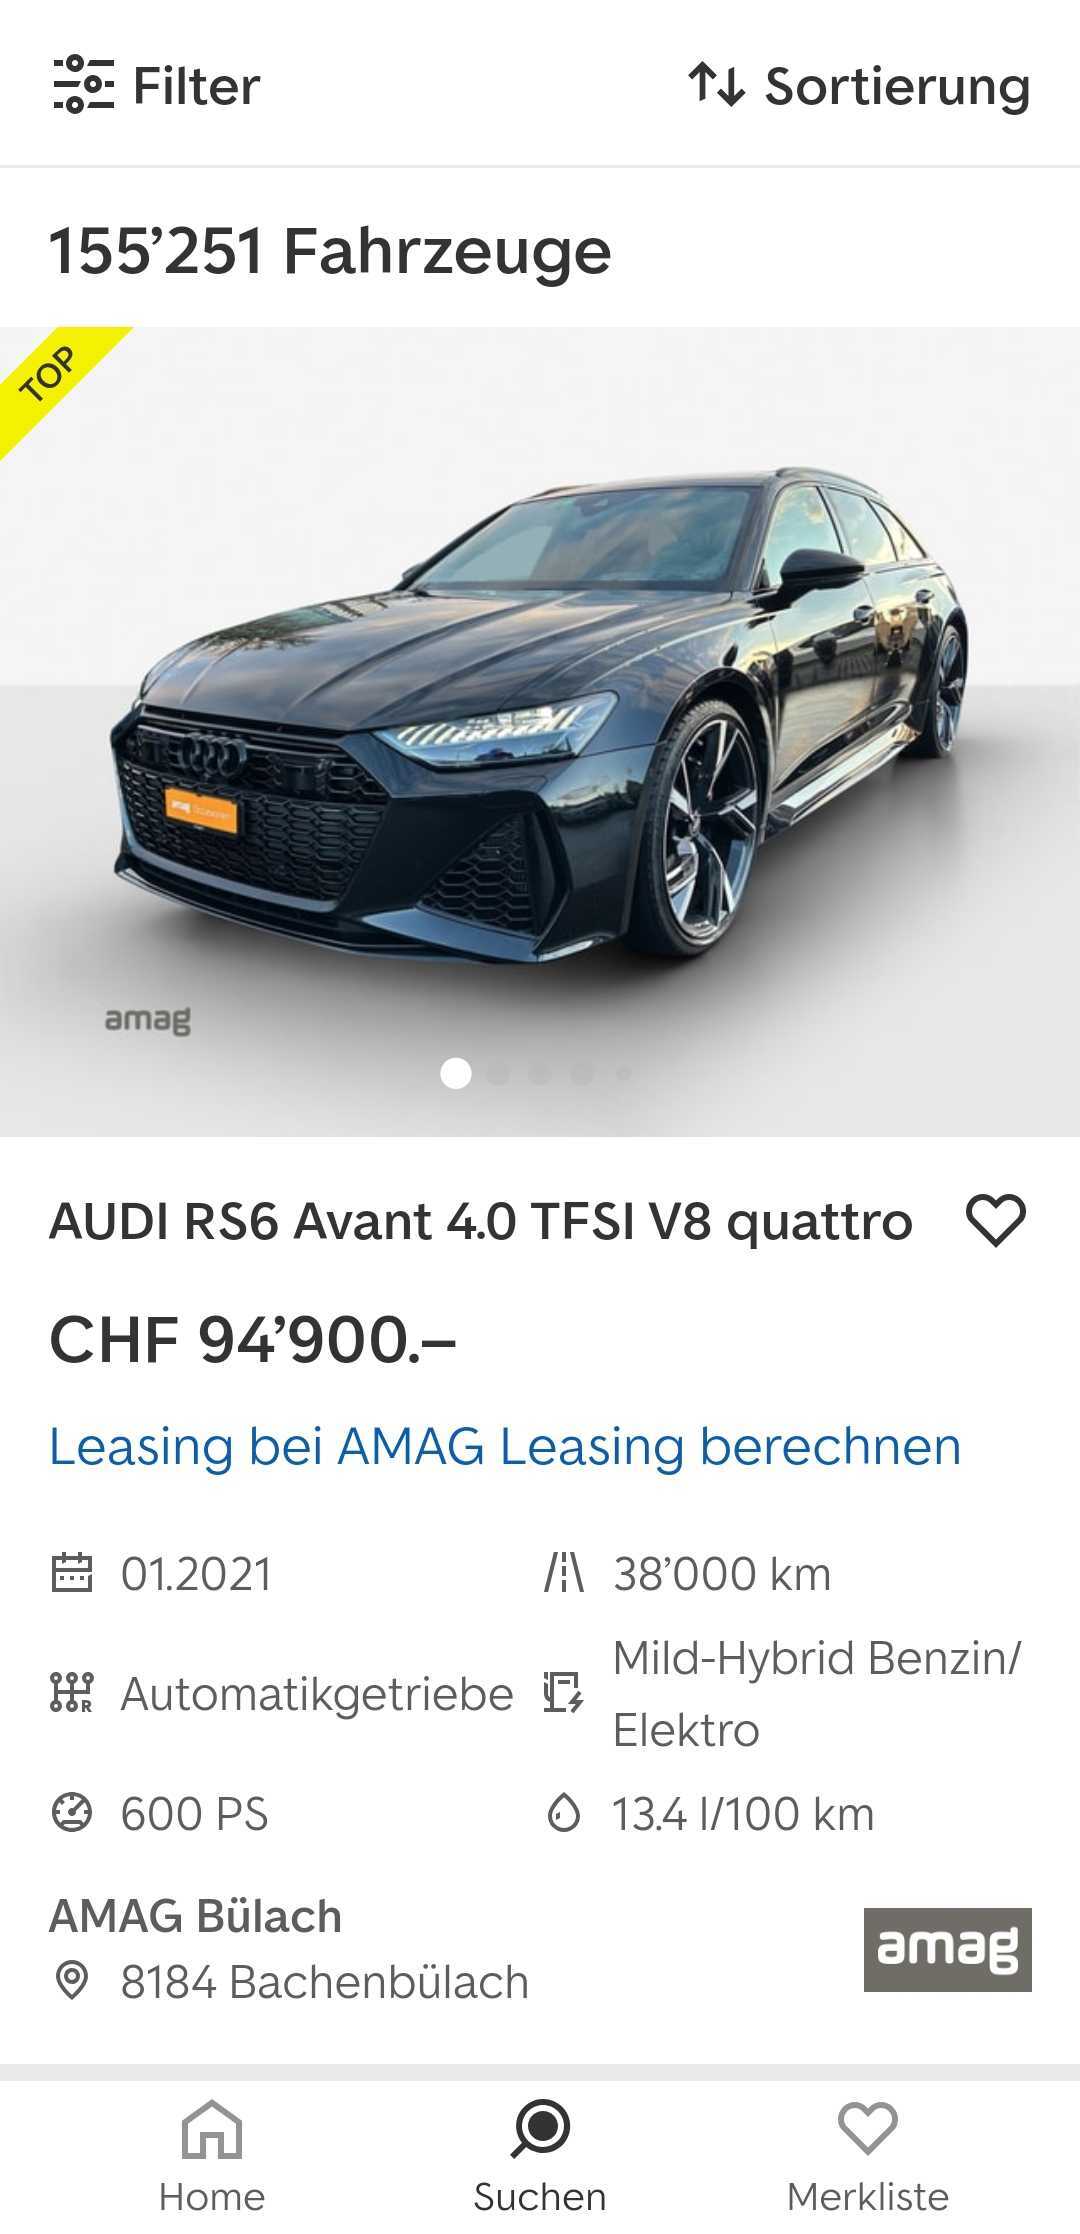 Filter
Sortierung
155’251 Fahrzeuge
TOP
amag
AUDI RS6 Avant 4.0 TFSI V8 quattro
CHF 94’900.–
Leasing bei AMAG Leasing berechnen
01.2021
38’000 km
Automatikgetriebe
Mild-Hybrid Benzin/
Elektro
600 PS
13.4 l/100 km
AMAG Bülach
8184 Bachenbülach
amag
Home
Suchen
Merkliste